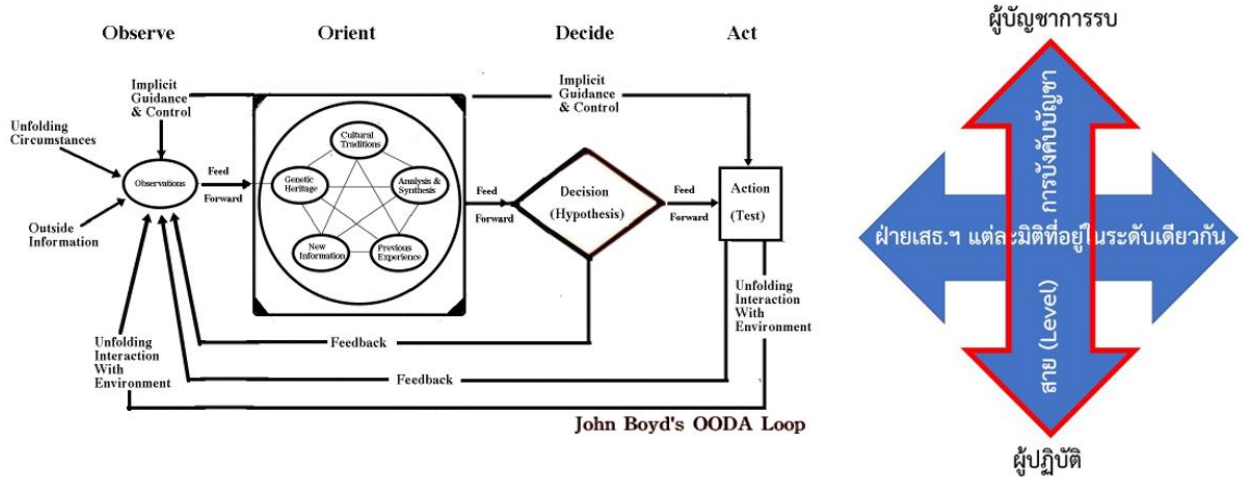 Observe
Orient
Decide
Act
Implicit
Guidance
& Control
Implicit
Guidance
& Control
Unfolding
Circumstances
Observations
Outside
Information
Feed
Forward
Cultural
Traditions
Genetic
Heritage
Analysis &
Synthesis
New
Information
Previous
Experience
Feed
Forward
Decision
(Hypothesis)
Feed
Forward
Action
(Test)
Unfolding
Interaction
With
Environment
Unfolding
Interaction
With
Environment
Feedback
Feedback
John Boyd's OODA Loop
ผู้บัญชาการรบ
สาย (Level) การบังคับบัญชา
ฝ่ายเสธ.ฯ แต่ละมิติที่อยู่ในระดับเดียวกัน
ผู้ปฏิบัติ